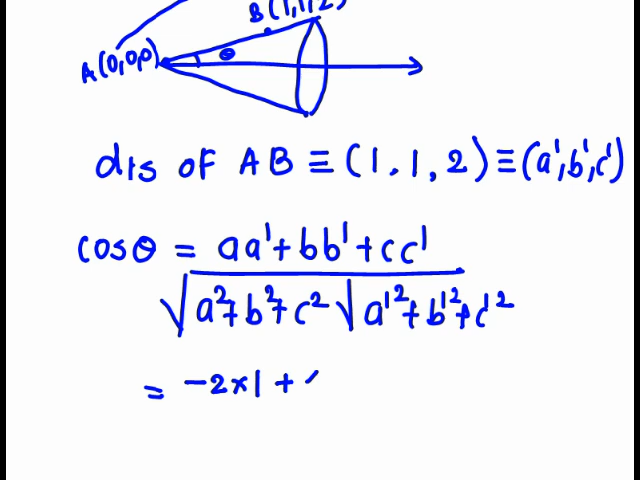 B(1,1,2)
A(0,0,0)
θ
drs of AB ≡ (1,1,2) ≡ (a',b',c')
cosθ = aa' + bb' + cc'
√a²+b²+c² √a'²+b'²+c'²
= -2×1 +